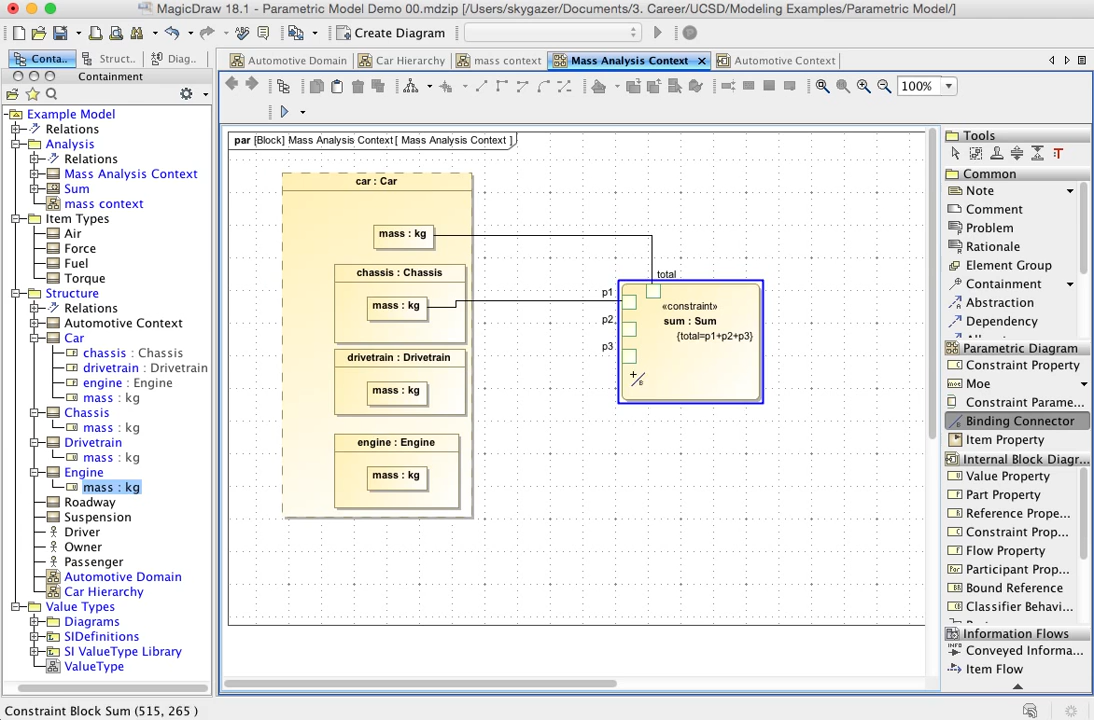 MagicDraw 18.1 - Parametric Model Demo 00.mdzip [/Users/skygazer/Documents/3. Career/UCSD/Modeling Examples/Parametric Model/]
Create Diagram
Conta..
Struct..
Diag..
Automotive Domain
Car Hierarchy
mass context
Mass Analysis Context
Automotive Context
Containment
100%
Example Model
Relations
Analysis
Relations
Mass Analysis Context
Sum
mass context
Item Types
Air
Force
Fuel
Torque
Structure
Relations
Automotive Context
Car
chassis : Chassis
drivetrain : Drivetrain
engine : Engine
mass : kg
Chassis
mass : kg
Drivetrain
mass : kg
Engine
mass : kg
Roadway
Suspension
Driver
Owner
Passenger
Automotive Domain
Car Hierarchy
Value Types
Diagrams
SIDefinitions
SI ValueType Library
ValueType
par [Block] Mass Analysis Context[ Mass Analysis Context ]
car : Car
mass : kg
chassis : Chassis
mass : kg
drivetrain : Drivetrain
mass : kg
engine : Engine
mass : kg
total
p1
p2
p3
«constraint»
sum : Sum
{total=p1+p2+p3}
Tools
Common
Note
Comment
Problem
Rationale
Element Group
Containment
Abstraction
Dependency
Parametric Diagram
Constraint Property
Moe
Constraint Parame...
Binding Connector
Item Property
Internal Block Diagr...
Value Property
Part Property
Reference Prope...
Constraint Prop...
Flow Property
Participant Prop...
Bound Reference
Classifier Behavi...
Information Flows
Conveyed Informa...
Item Flow
Constraint Block Sum (515, 265 )